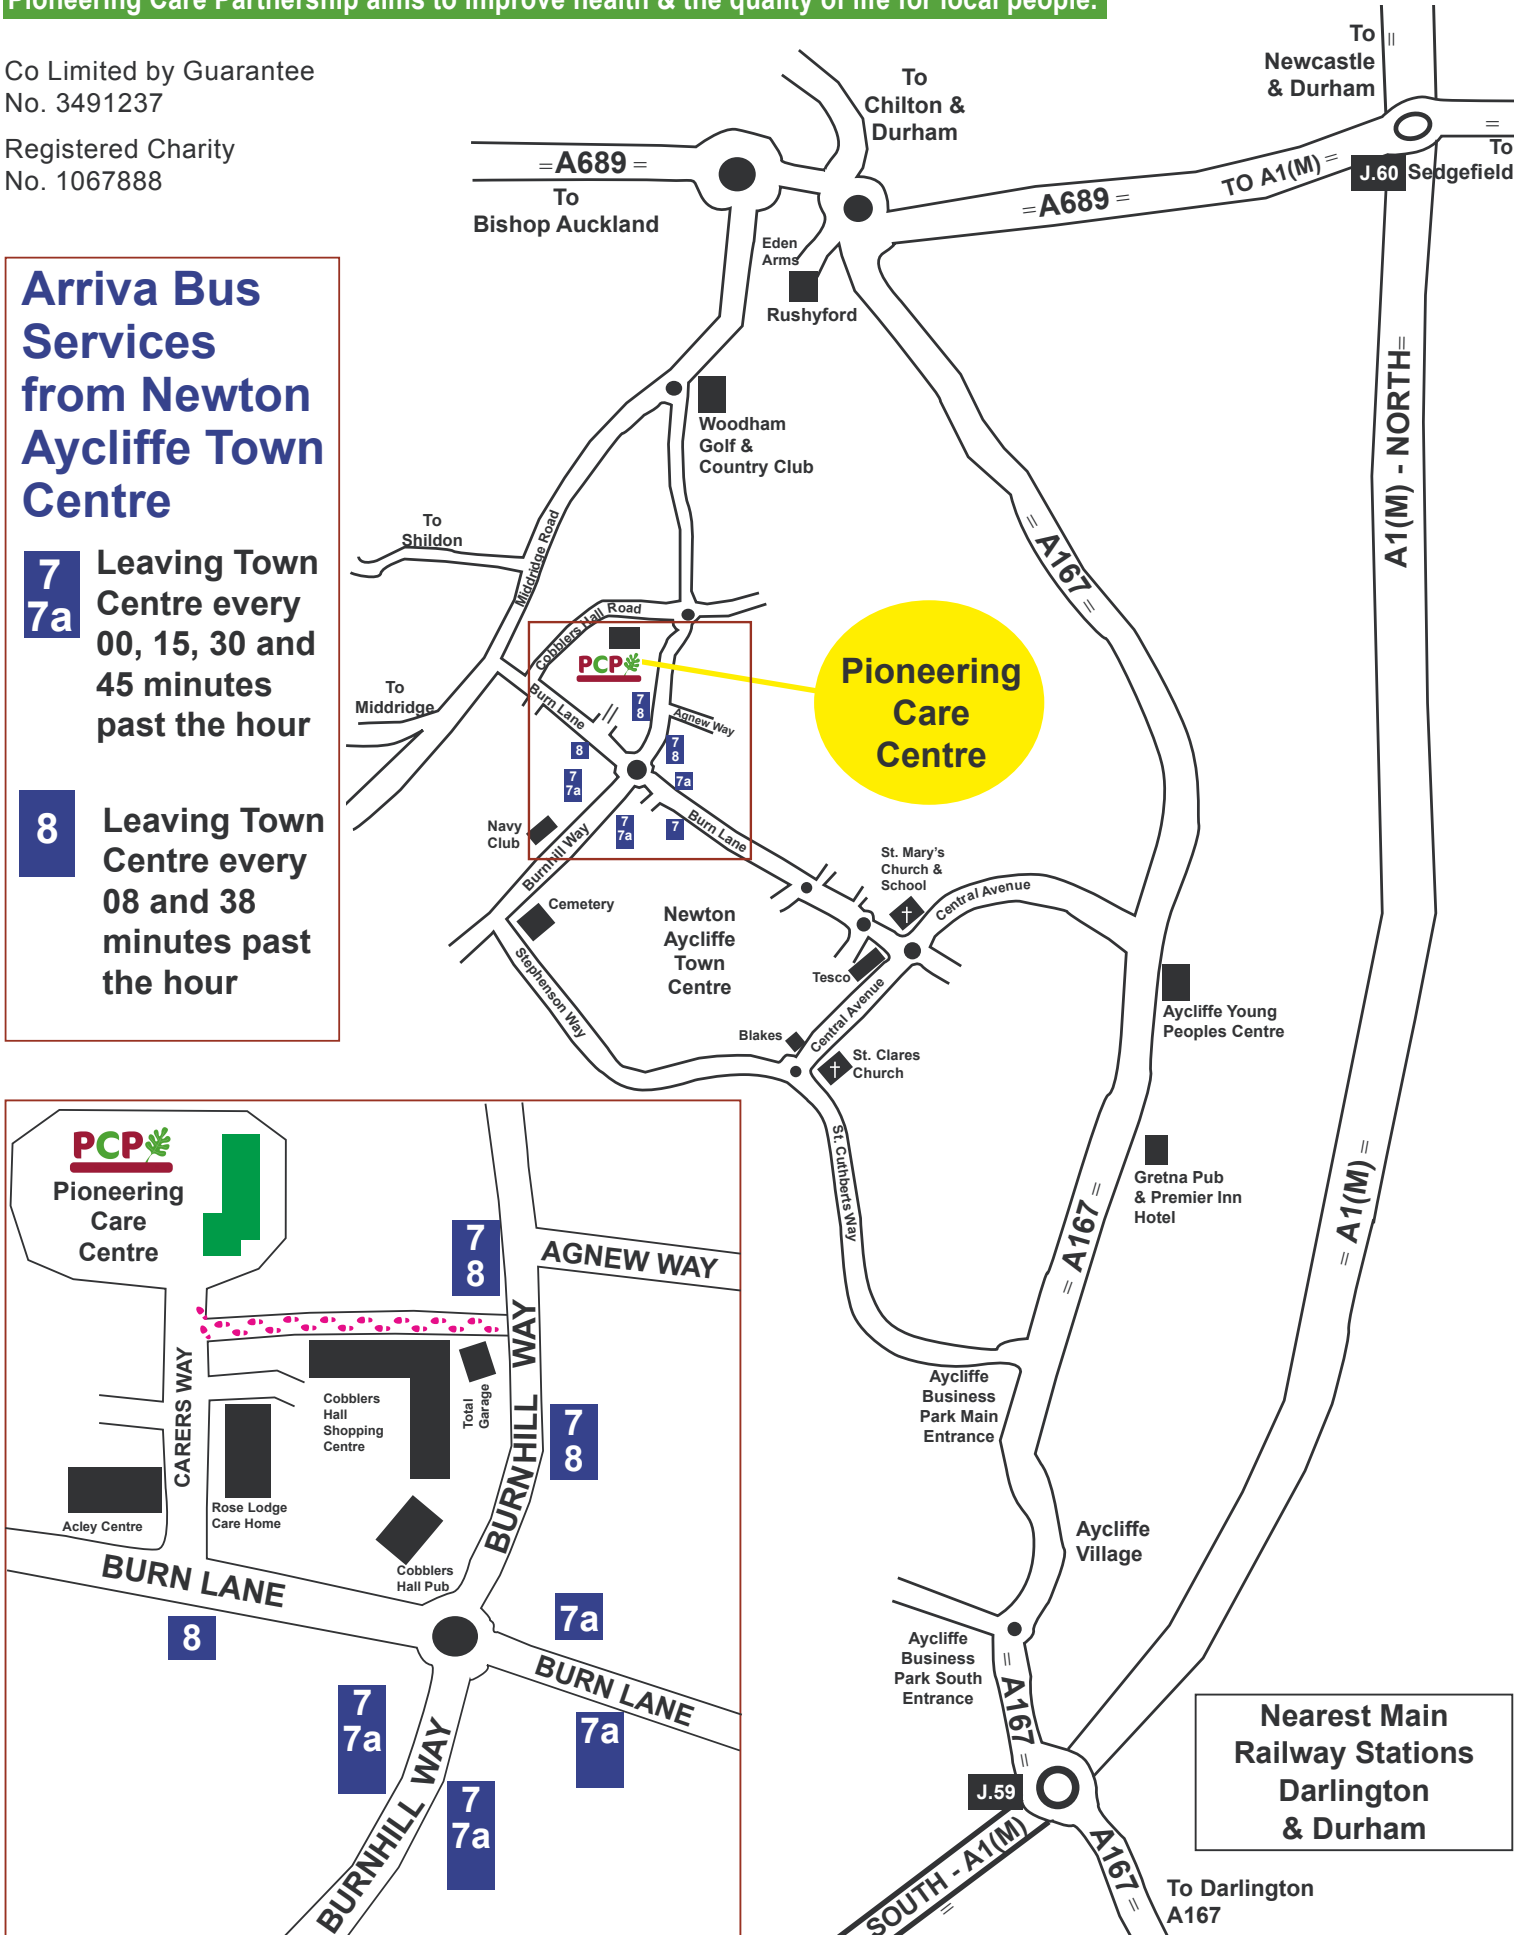 Pioneering Care Partnership aims to improve health & the quality of life for local people.
Co Limited by Guarantee
No. 3491237
Registered Charity
No. 1067888
Arriva Bus
Services
from Newton
Aycliffe Town
Centre
7
7a
Leaving Town
Centre every
00, 15, 30 and
45 minutes
past the hour
8
Leaving Town
Centre every
08 and 38
minutes past
the hour
To
Newcastle
& Durham
To
Chilton &
Durham
=A689=
To
Bishop Auckland
=A689=
TO A1(M)=
J.60
To
Sedgefield
Eden
Arms
Rushyford
Woodham
Golf &
Country Club
A1(M) - NORTH=
To
Shildon
Middridge Road
= A167 =
Cobblers Hall Road
PCP
Pioneering
Care
Centre
To
Middridge
Burn Lane
7
8
Agnew Way
8
7
8
7
7a
7a
Navy
Club
7
7a
7
Burn Lane
Burnhill Way
St. Mary's
Church &
School
Central Avenue
Cemetery
Newton
Aycliffe
Town
Centre
Stephenson Way
Tesco
Central Avenue
Blakes
St. Clares
Church
Aycliffe Young
Peoples Centre
St. Cuthberts Way
Gretna Pub
& Premier Inn
Hotel
= A167 =
= A1(M) =
Aycliffe
Business
Park Main
Entrance
Aycliffe
Village
Aycliffe
Business
Park South
Entrance
= A167 =
J.59
SOUTH - A1(M)
=
A167 =
To Darlington
A167
Nearest Main
Railway Stations
Darlington
& Durham
PCP
Pioneering
Care
Centre
7
8
AGNEW WAY
BURNHILL WAY
CARERS WAY
Cobblers
Hall
Shopping
Centre
Total
Garage
7
8
Acley Centre
Rose Lodge
Care Home
Cobblers
Hall Pub
BURN LANE
8
7a
BURN LANE
7
7a
7a
BURNHILL WAY
7
7a